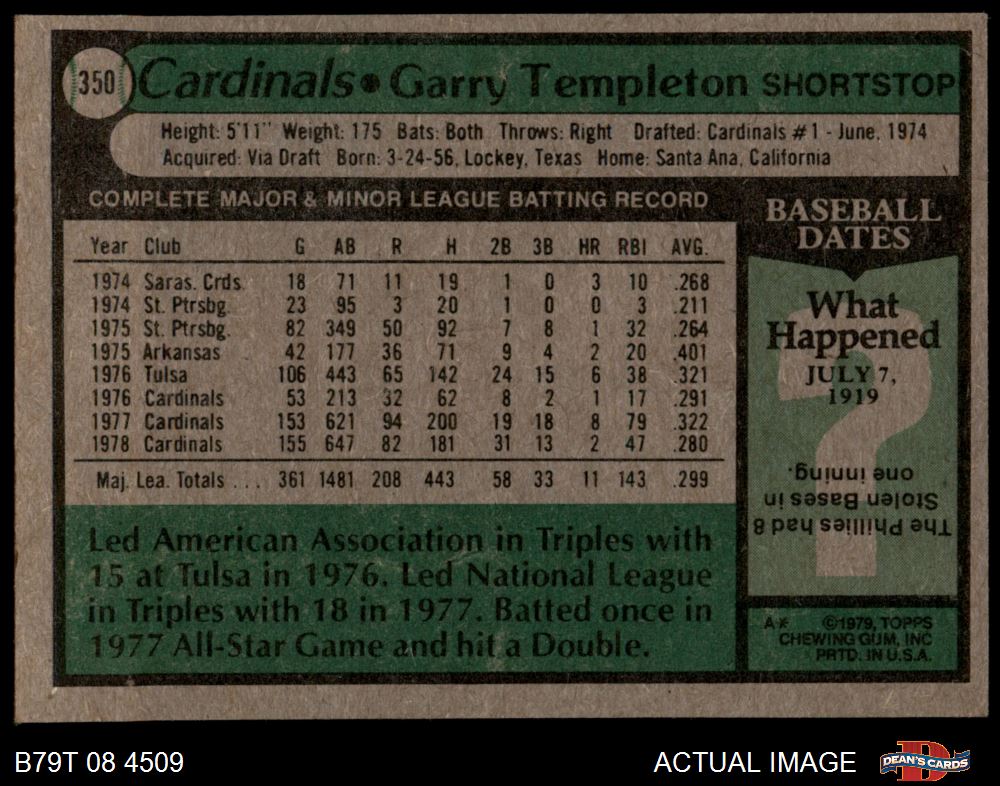 350 Cardinals • Garry Templeton SHORTSTOP
Height: 5'11" Weight: 175 Bats: Both Throws: Right Drafted: Cardinals #1 - June, 1974
Acquired: Via Draft Born: 3-24-56, Lockey, Texas Home: Santa Ana, California
COMPLETE MAJOR & MINOR LEAGUE BATTING RECORD
Year Club G AB R H 2B 3B HR RBI AVG.
1974 Saras. Crds. 18 71 11 19 1 0 3 10 .268
1974 St. Ptrsbg. 23 95 3 20 1 0 0 3 .211
1975 St. Ptrsbg. 82 349 50 92 7 8 1 32 .264
1975 Arkansas 42 177 36 71 9 4 2 20 .401
1976 Tulsa 106 443 65 142 24 15 6 38 .321
1976 Cardinals 53 213 32 62 8 2 1 17 .291
1977 Cardinals 153 621 94 200 19 18 8 79 .322
1978 Cardinals 155 647 82 181 31 13 2 47 .280
Maj. Lea. Totals ... 361 1481 208 443 58 33 11 143 .299
Led American Association in Triples with
15 at Tulsa in 1976. Led National League
in Triples with 18 in 1977. Batted once in
1977 All-Star Game and hit a Double.
BASEBALL
DATES
What
Happened
JULY 7,
1919
?
The Phillies had 8
Stolen Bases in
one inning.
A* ©1979, TOPPS
CHEWING GUM, INC
PRTD. IN U.S.A.
B79T 08 4509
ACTUAL IMAGE
D
DEAN'S CARDS